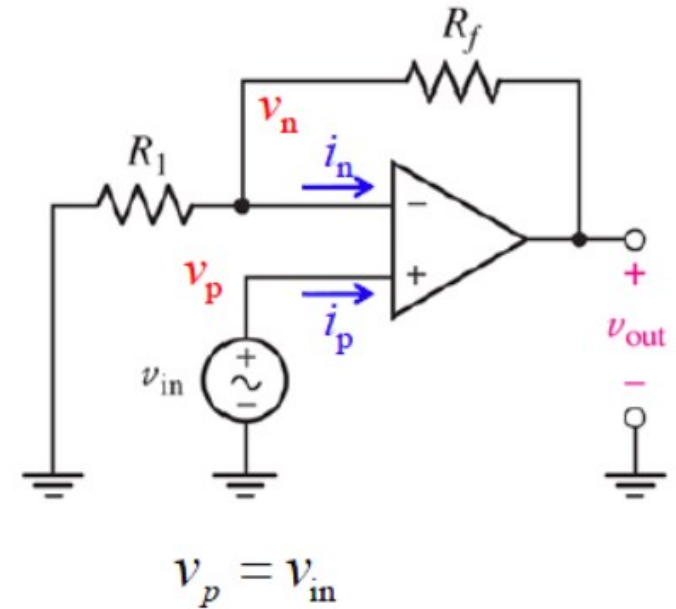 R_f
v_n
R_1
i_n
−
v_p
+
+
i_p
v_out
+
v_in
−
−
v_p = v_in